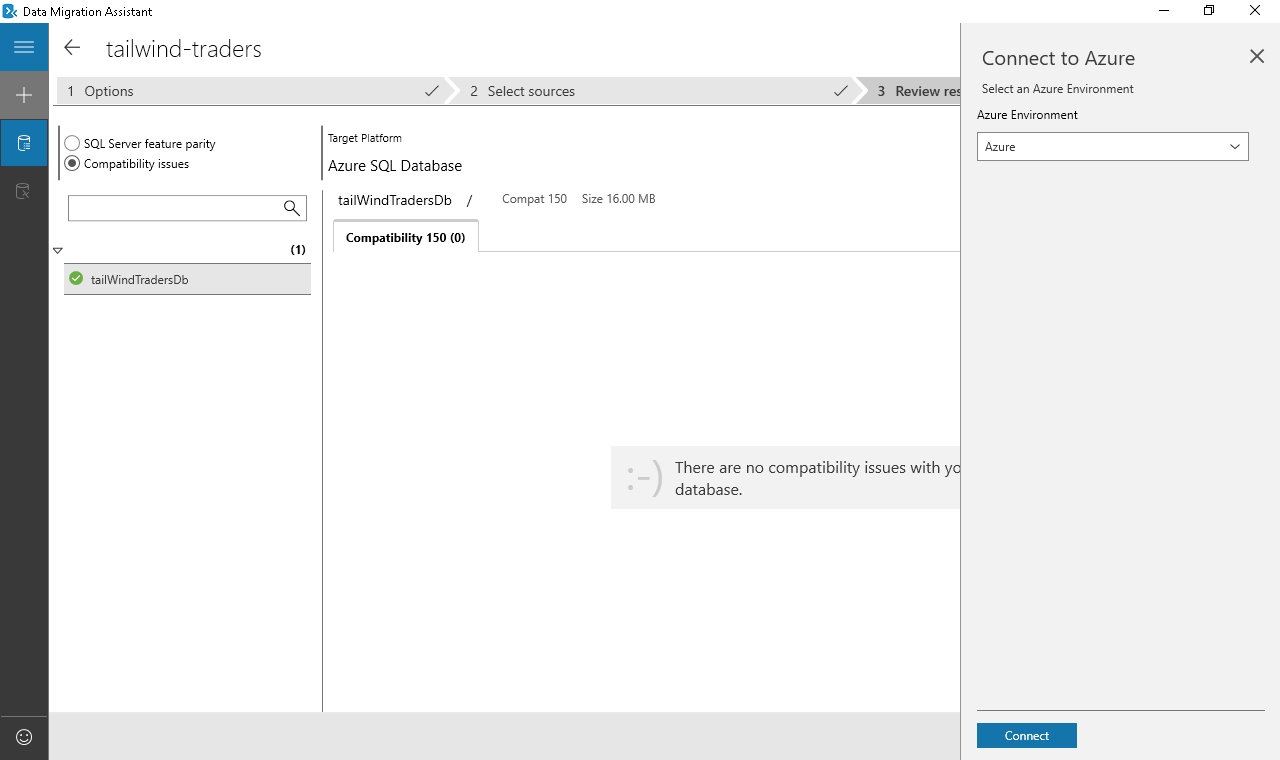 Data Migration Assistant
tailwind-traders
1 Options
2 Select sources
3 Review res
SQL Server feature parity
Compatibility issues
Target Platform
Azure SQL Database
tailWindTradersDb /
Compat 150
Size 16.00 MB
Compatibility 150 (0)
(1)
tailWindTradersDb
:-)
There are no compatibility issues with yo
database.
Connect to Azure
Select an Azure Environment
Azure Environment
Azure
Connect